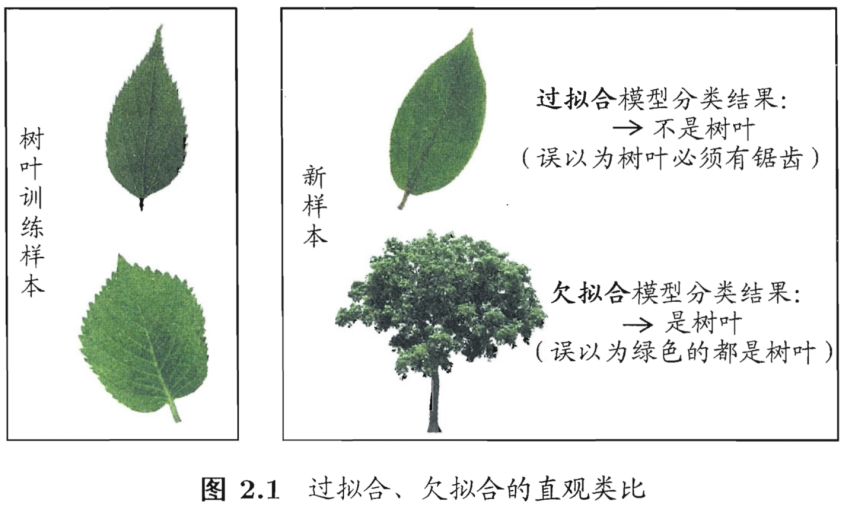 树叶训练样本
新样本
过拟合模型分类结果：
→ 不是树叶
（误以为树叶必须有锯齿）
欠拟合模型分类结果：
→ 是树叶
（误以为绿色的都是树叶）
图 2.1 过拟合、欠拟合的直观类比